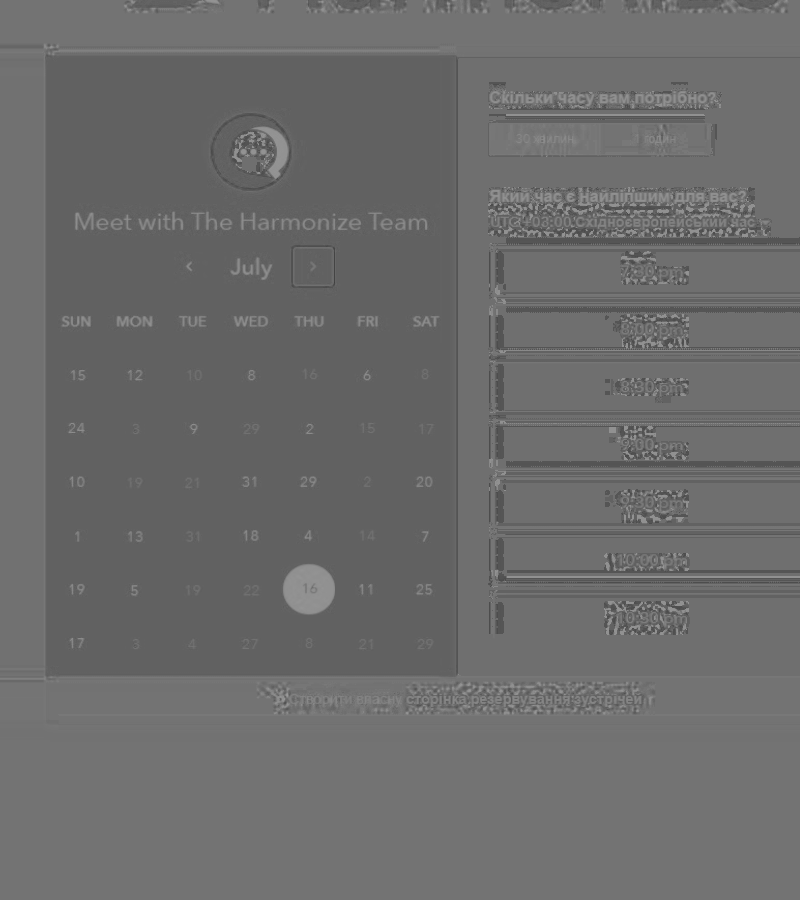 Meet with The Harmonize Team
July
SUN MON TUE WED THU FRI SAT
15 12 10 8 16 6 8
24 3 9 29 2 15 17
10 19 21 31 29 2 20
1 13 31 18 4 14 7
19 5 19 22 16 11 25
17 3 4 27 8 21 29
Скільки часу вам потрібно?
30 хвилин 1 годин
Який час є найліпшим для вас?
UTC +03:00 Східноєвропейський час
7:30 pm
8:00 pm
8:30 pm
9:00 pm
9:30 pm
10:00 pm
10:30 pm
Створити власну сторінка резервування зустрічей